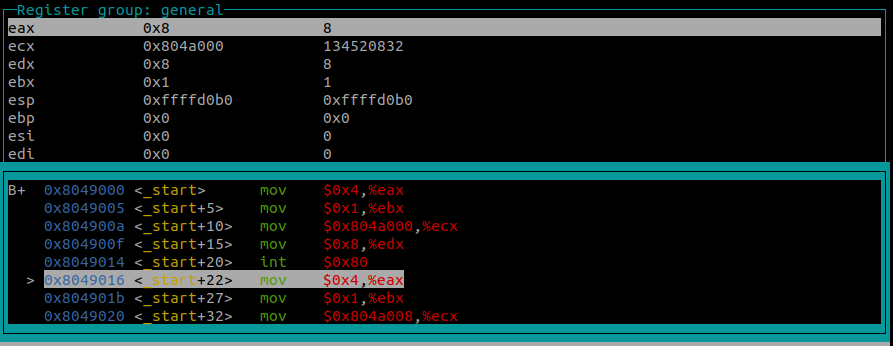 Register group: general
eax 0x8 8
ecx 0x804a000 134520832
edx 0x8 8
ebx 0x1 1
esp 0xffffd0b0 0xffffd0b0
ebp 0x0 0x0
esi 0x0 0
edi 0x0 0
B+ 0x8049000 <_start> mov $0x4,%eax
0x8049005 <_start+5> mov $0x1,%ebx
0x804900a <_start+10> mov $0x804a000,%ecx
0x804900f <_start+15> mov $0x8,%edx
0x8049014 <_start+20> int $0x80
> 0x8049016 <_start+22> mov $0x4,%eax
0x804901b <_start+27> mov $0x1,%ebx
0x8049020 <_start+32> mov $0x804a008,%ecx